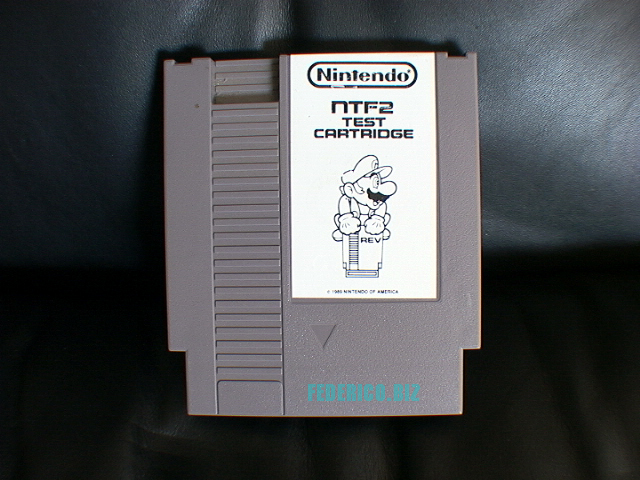 Nintendo®
NTF2
TEST
CARTRIDGE
REV
© 1989 NINTENDO OF AMERICA
FEDERICO.BIZ